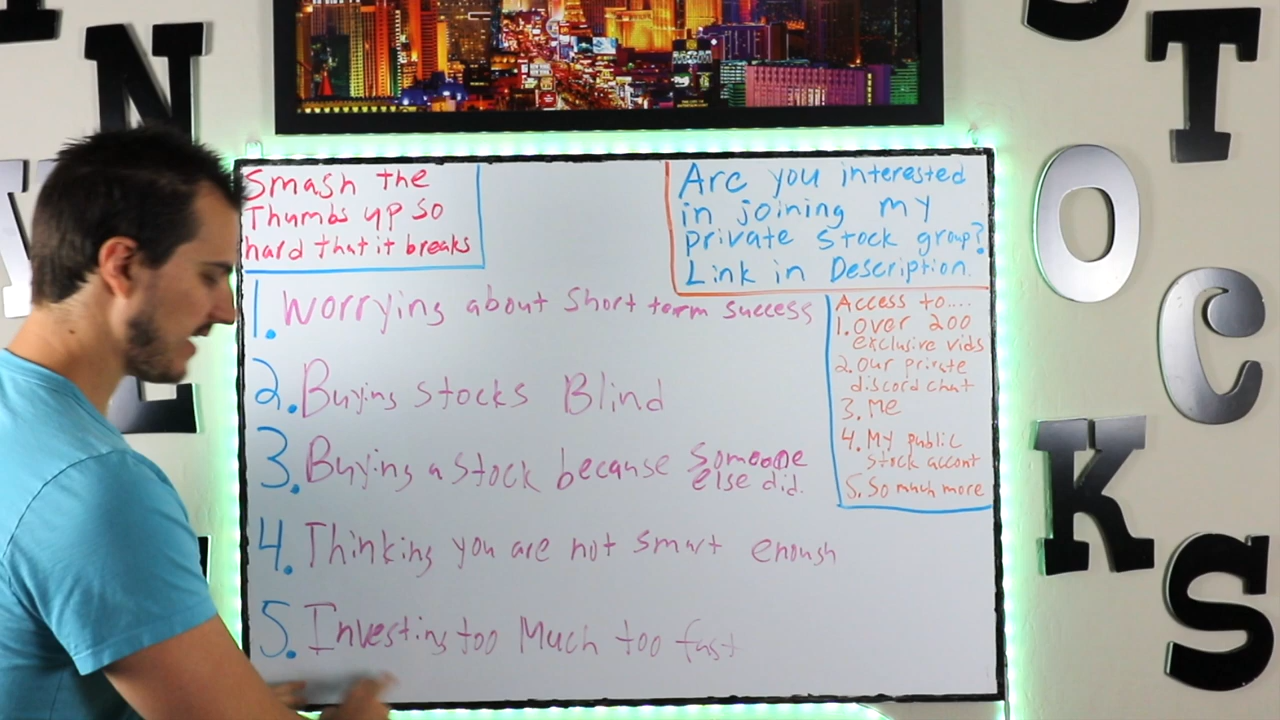 Smash the
Thumbs up so
hard that it breaks
Are you interested
in joining my
private stock group?
Link in Description.
1. Worrying about Short term success
2. Buying stocks Blind
3. Buying a stock because Someone
else did.
4. Thinking you are not smart enough
5. Investing too Much too fast
Access to....
1. Over 200
exclusive vids
2. Our private
discord chat
3. Me
4. My public
stock accont
5. So much more
S
T
O
C
K
S
N
E